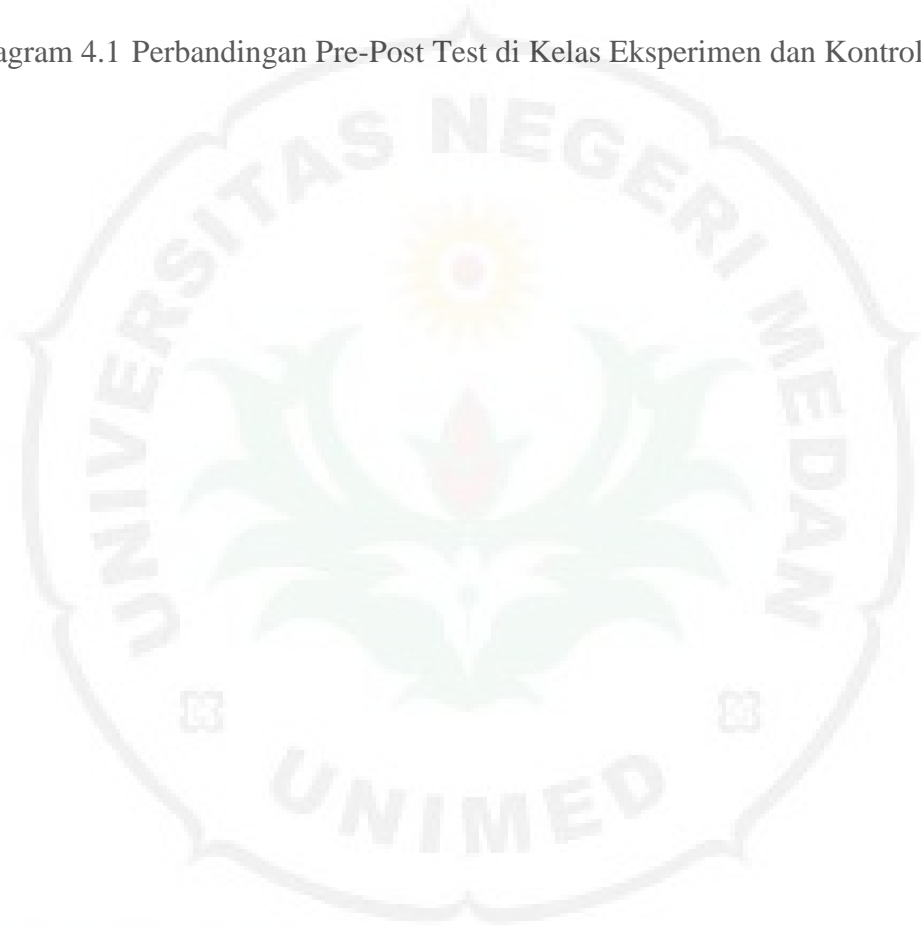 agram 4.1 Perbandingan Pre-Post Test di Kelas Eksperimen dan Kontrol
UNIVERSITAS NEGERI MEDAN
UNIMED